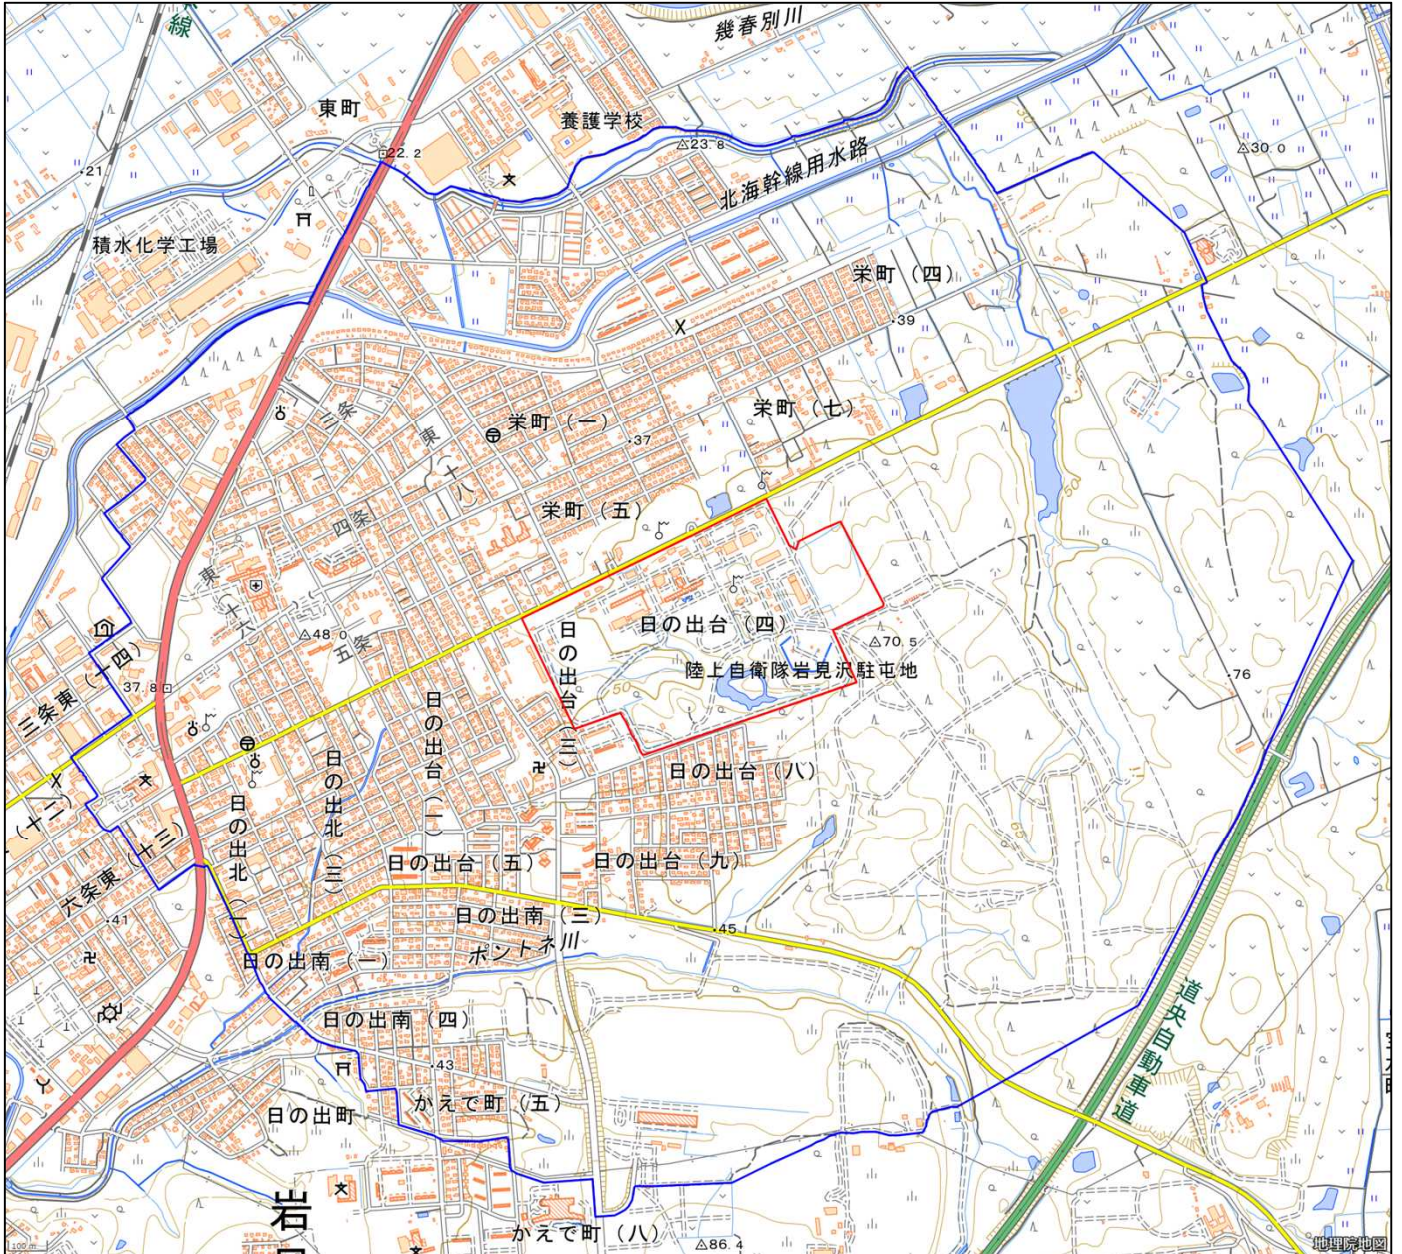 線
幾春別川
東町
養護学校
22.2
23.8
30.0
21
北海幹線用水路
積水化学工場
栄町（四）
39
三条
東（十八）
栄町（一）
37
栄町（七）
50
四条
栄町（五）
東（十六）
48.0
五条
日の出台（三）
日の出台（四）
70.5
陸上自衛隊岩見沢駐屯地
50
76
三条東（十四）
37.8
日の出台（一）
日の出台（八）
（十二）
六条東（十三）
日の出北（一）
日の出北（三）
65
日の出台（五）
日の出台（九）
41
日の出南（三）
45
ポントネ川
日の出南（一）
日の出南（四）
道央自動車道
43
日の出町
かえで町（五）
岩
かえで町（八）
86.4
100 m
地理院地図